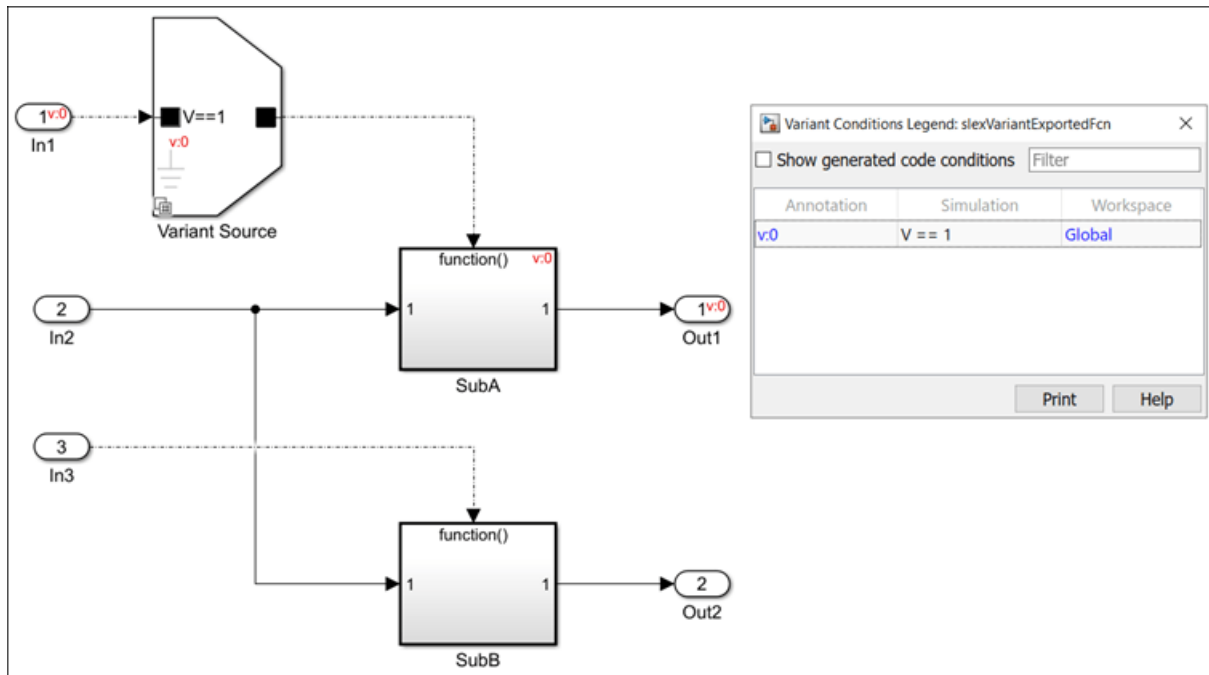 1 v:0
In1
V==1
v:0
Variant Source
Variant Conditions Legend: slexVariantExportedFcn
Show generated code conditions
Filter
Annotation Simulation Workspace
v:0 V == 1 Global
Print Help
function() v:0
1 1
SubA
2
In2
1 v:0
Out1
3
In3
function()
1 1
SubB
2
Out2